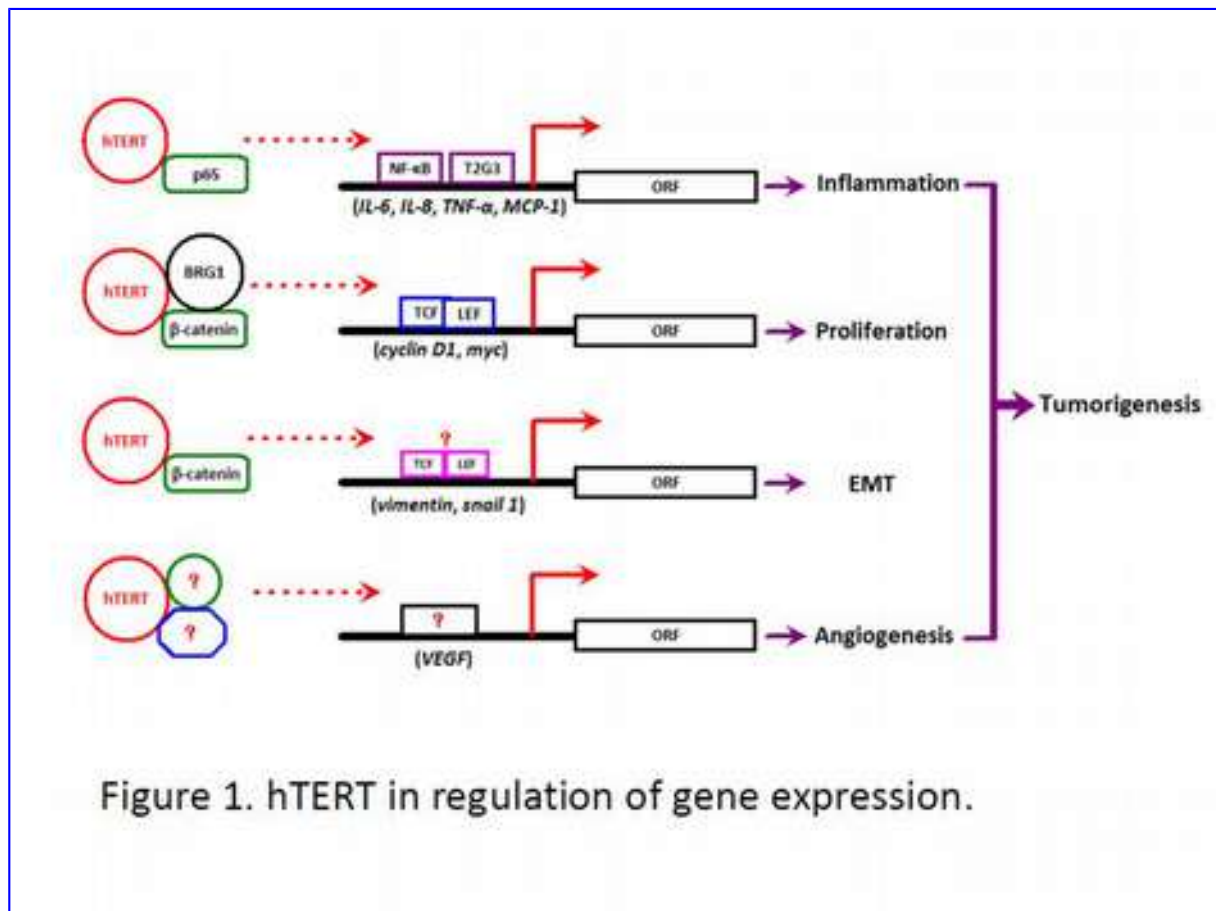 hTERT
p65
NF-κB T2G3
ORF
Inflammation
(IL-6, IL-8, TNF-α, MCP-1)
hTERT
BRG1
β-catenin
TCF LEF
ORF
Proliferation
(cyclin D1, myc)
Tumorigenesis
hTERT
β-catenin
?
TCF LEF
ORF
EMT
(vimentin, snail 1)
hTERT
?
?
?
ORF
Angiogenesis
(VEGF)
Figure 1. hTERT in regulation of gene expression.